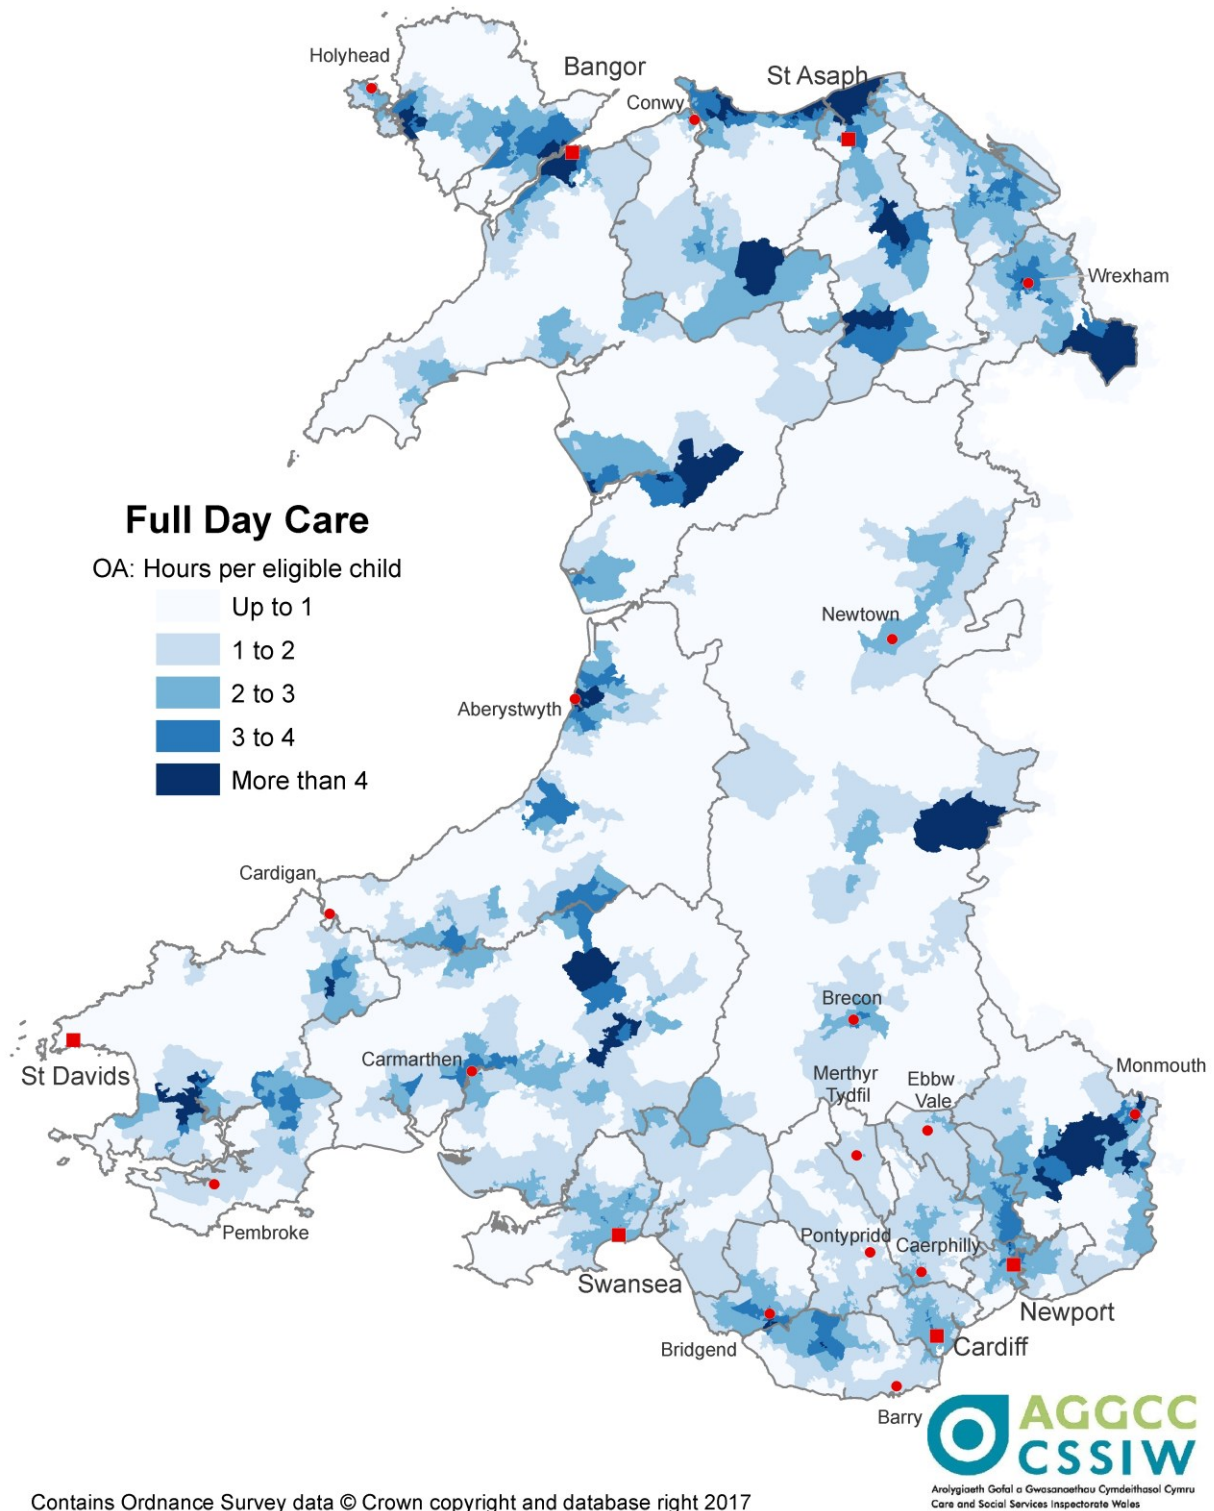 Holyhead
Bangor
St Asaph
Conwy
Wrexham
Full Day Care
OA: Hours per eligible child
Up to 1
1 to 2
2 to 3
3 to 4
More than 4
Newtown
Aberystwyth
Cardigan
Brecon
St Davids
Carmarthen
Merthyr
Tydfil
Ebbw
Vale
Monmouth
Pembroke
Pontypridd
Caerphilly
Swansea
Newport
Bridgend
Cardiff
Barry
AGGCC
CSSIW
Arolygiaeth Gofal a Gwasanaethau Cymdeithasol Cymru
Care and Social Services Inspectorate Wales
Contains Ordnance Survey data © Crown copyright and database right 2017